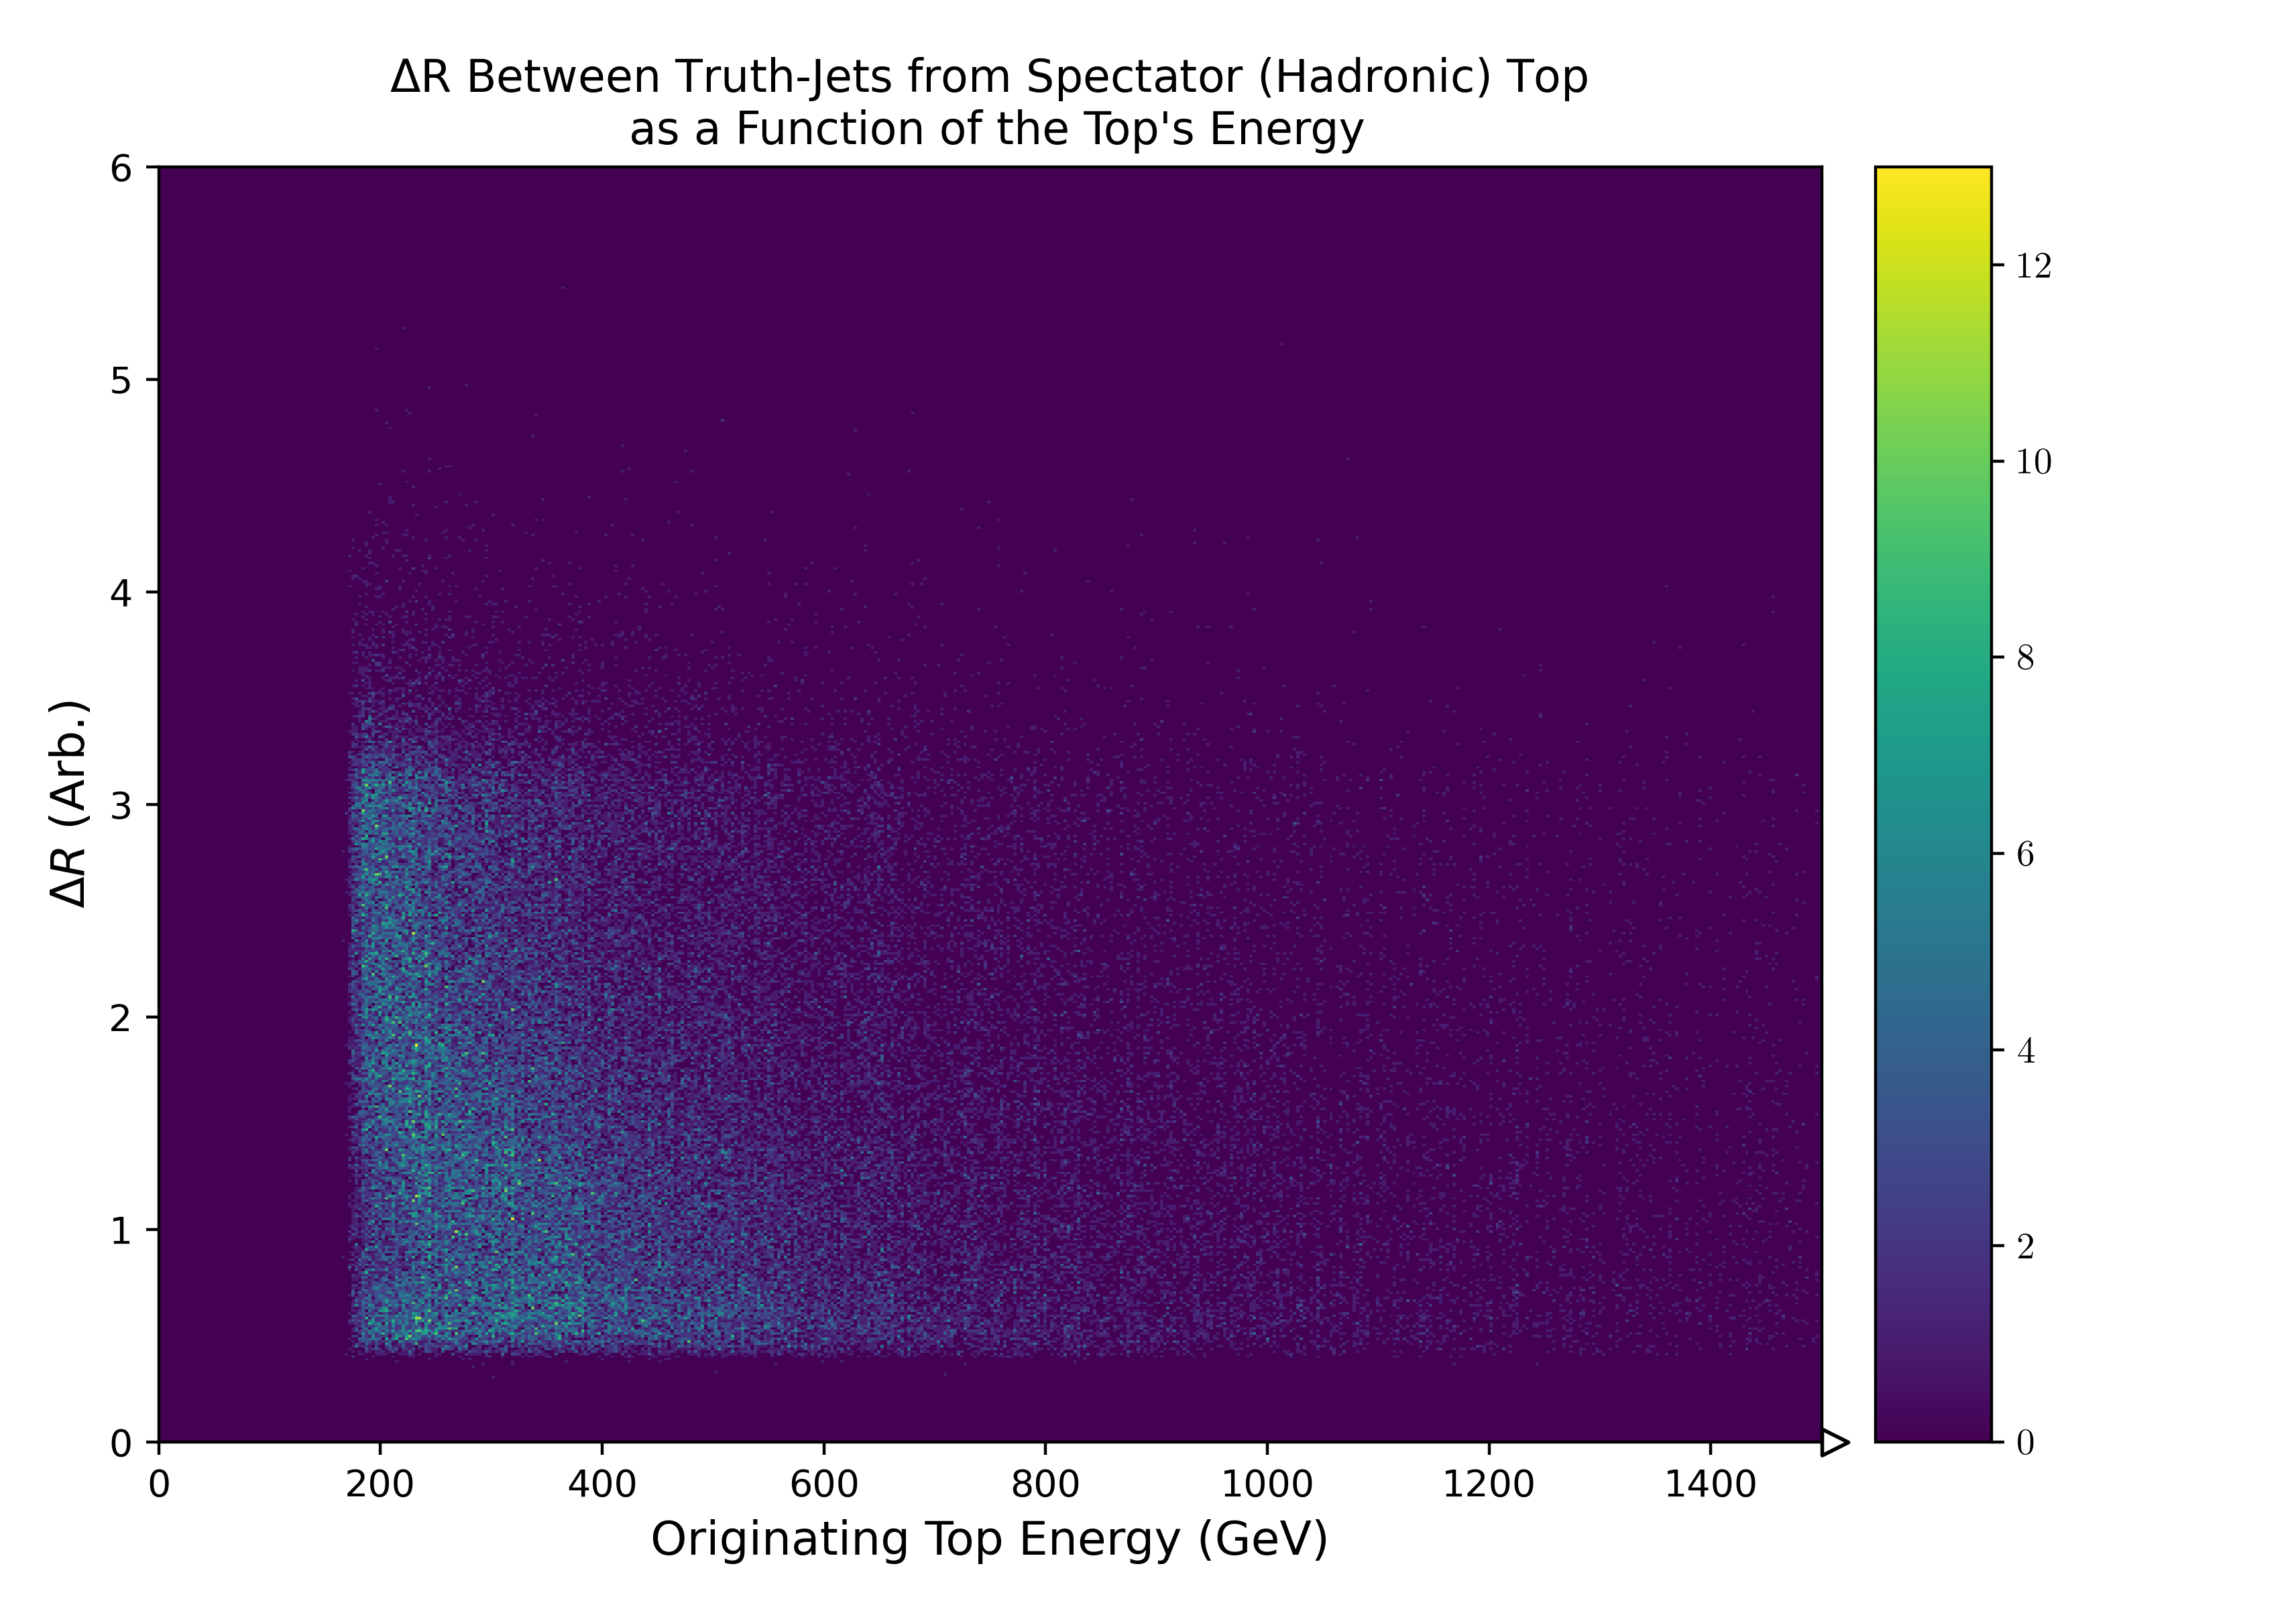 ΔR Between Truth-Jets from Spectator (Hadronic) Top
as a Function of the Top's Energy
6
5
4
3
2
1
0
ΔR (Arb.)
0 200 400 600 800 1000 1200 1400
Originating Top Energy (GeV)
12
10
8
6
4
2
0